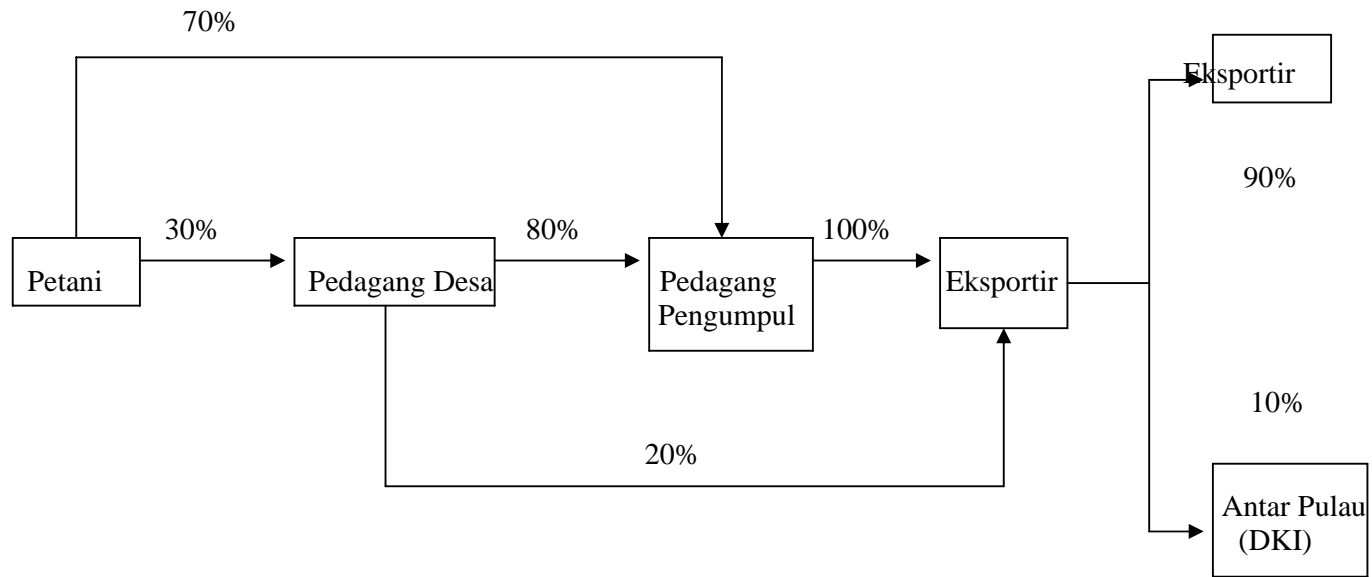 70%
Eksportir
90%
30%
80%
100%
Petani
Pedagang Desa
Pedagang
Pengumpul
Eksportir
10%
20%
Antar Pulau
(DKI)